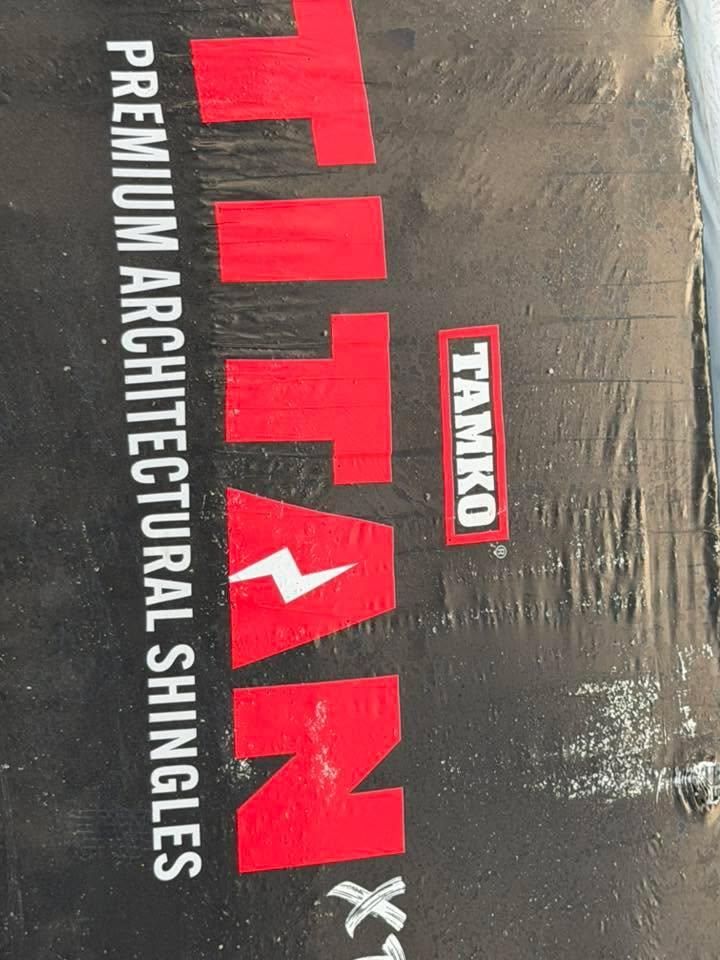 TAMKO®
TITAN X
PREMIUM ARCHITECTURAL SHINGLES